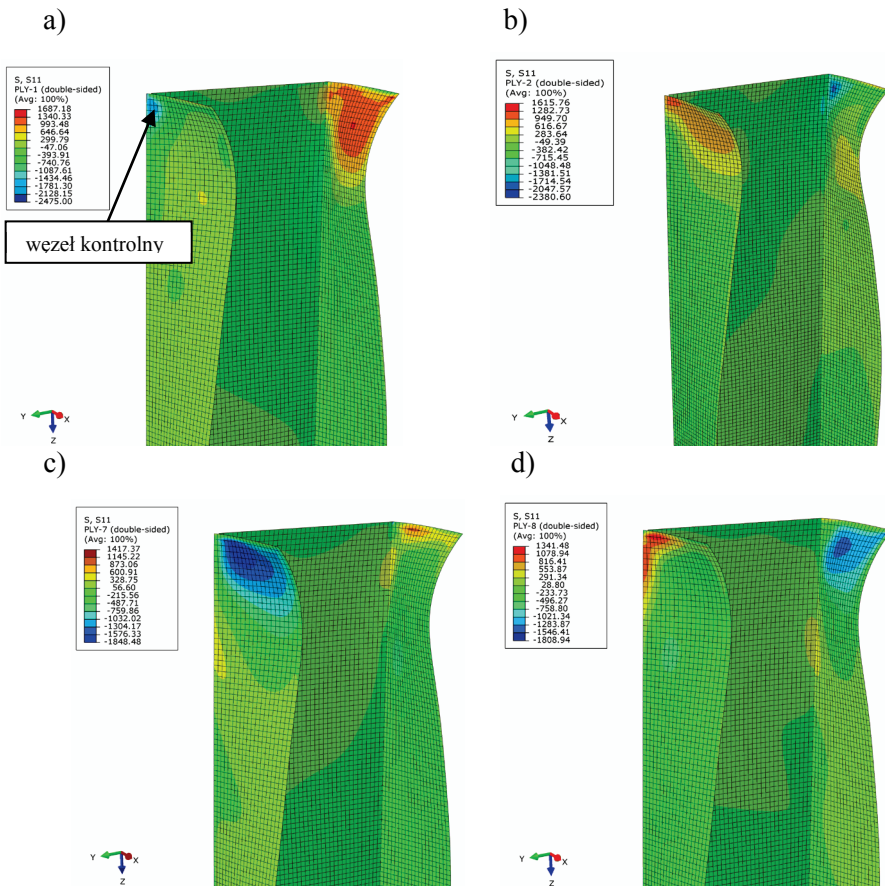 a)
S, S11
PLY-1 (double-sided)
(Avg: 100%)
1687.18
1340.33
993.48
646.64
299.79
-47.06
-393.91
-740.76
-1087.61
-1434.46
-1781.30
-2128.15
-2475.00
węzeł kontrolny
Y
X
Z
b)
S, S11
PLY-2 (double-sided)
(Avg: 100%)
1615.76
1282.73
949.70
616.67
283.64
-49.39
-382.42
-715.45
-1048.48
-1381.51
-1714.54
-2047.57
-2380.60
Y
X
Z
c)
S, S11
PLY-7 (double-sided)
(Avg: 100%)
1417.37
1145.22
873.06
600.91
328.75
56.60
-215.56
-487.71
-759.86
-1032.02
-1304.17
-1576.33
-1848.48
Y
X
Z
d)
S, S11
PLY-8 (double-sided)
(Avg: 100%)
1341.48
1078.94
816.41
553.87
291.34
28.80
-233.73
-496.27
-758.80
-1021.34
-1283.87
-1546.41
-1808.94
Y
X
Z